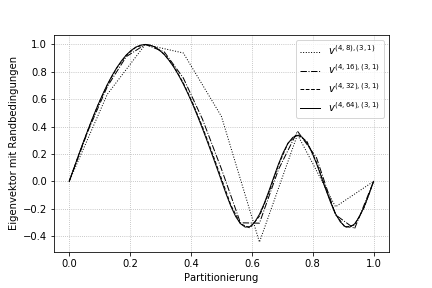 v^(4,8),(3,1)
v^(4,16),(3,1)
v^(4,32),(3,1)
v^(4,64),(3,1)
1.0
0.8
0.6
0.4
0.2
0.0
−0.2
−0.4
Eigenvektor mit Randbedingungen
0.0 0.2 0.4 0.6 0.8 1.0
Partitionierung